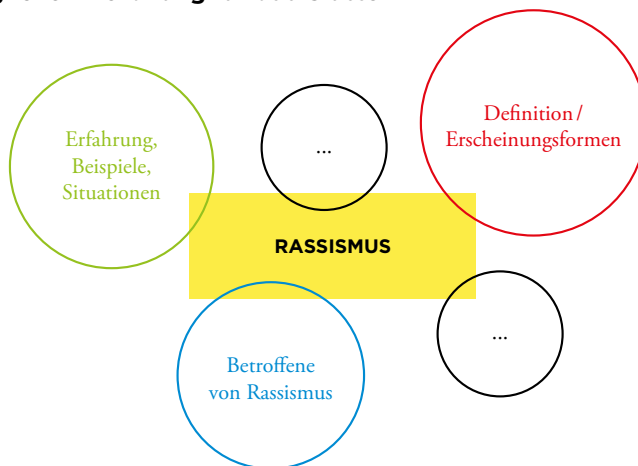 Definition /
Erscheinungsformen
Erfahrung,
Beispiele,
Situationen
...
RASSISMUS
...
Betroffene
von Rassismus